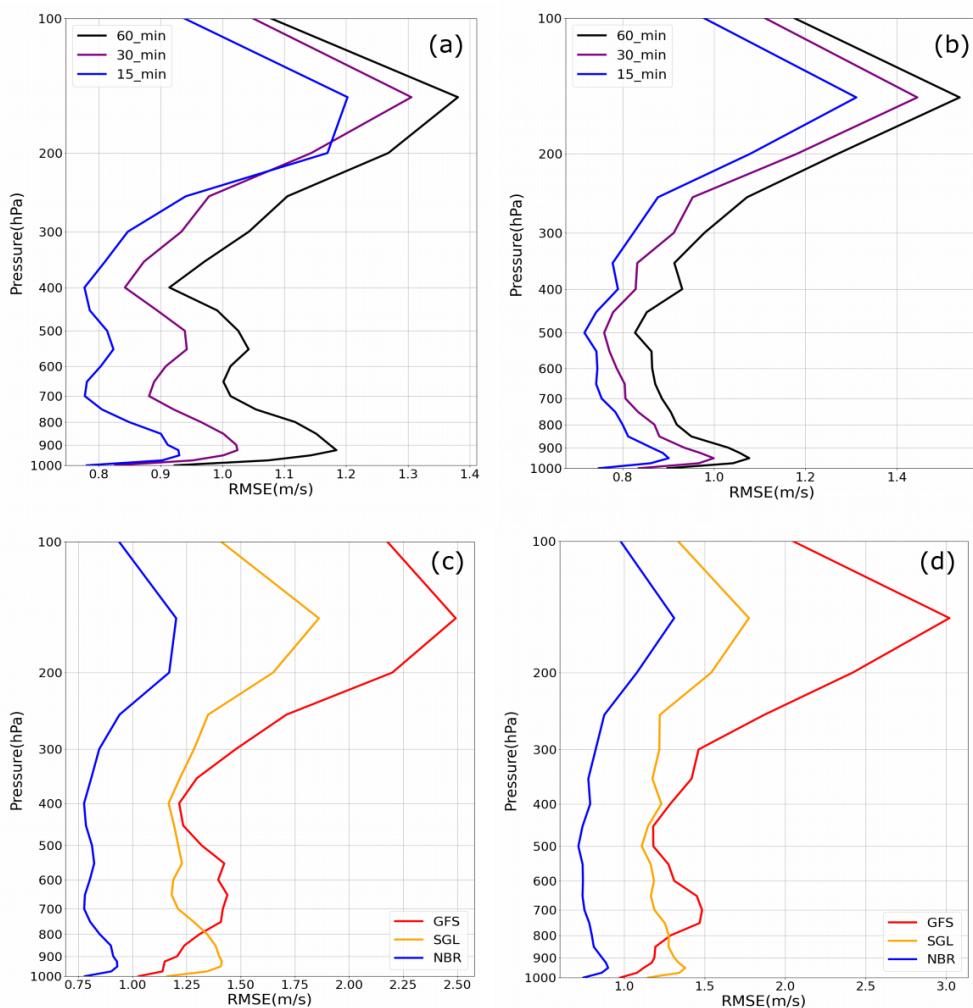 (a)
60_min
30_min
15_min
Pressure(hPa)
100
200
300
400
500
600
700
800
900
1000
0.8 0.9 1.0 1.1 1.2 1.3 1.4
RMSE(m/s)
(b)
60_min
30_min
15_min
Pressure(hPa)
100
200
300
400
500
600
700
800
900
1000
0.8 1.0 1.2 1.4
RMSE(m/s)
(c)
Pressure(hPa)
100
200
300
400
500
600
700
800
900
1000
GFS
SGL
NBR
0.75 1.00 1.25 1.50 1.75 2.00 2.25 2.50
RMSE(m/s)
(d)
Pressure(hPa)
100
200
300
400
500
600
700
800
900
1000
GFS
SGL
NBR
1.0 1.5 2.0 2.5 3.0
RMSE(m/s)